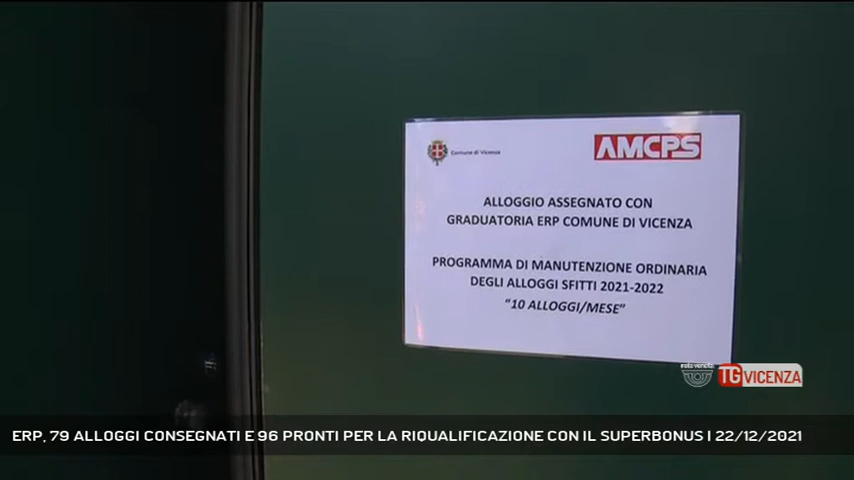 Comune di Vicenza
AMCPS
ALLOGGIO ASSEGNATO CON
GRADUATORIA ERP COMUNE DI VICENZA
PROGRAMMA DI MANUTENZIONE ORDINARIA
DEGLI ALLOGGI SFITTI 2021-2022
"10 ALLOGGI/MESE"
TGVICENZA
ERP, 79 ALLOGGI CONSEGNATI E 96 PRONTI PER LA RIQUALIFICAZIONE CON IL SUPERBONUS | 22/12/2021